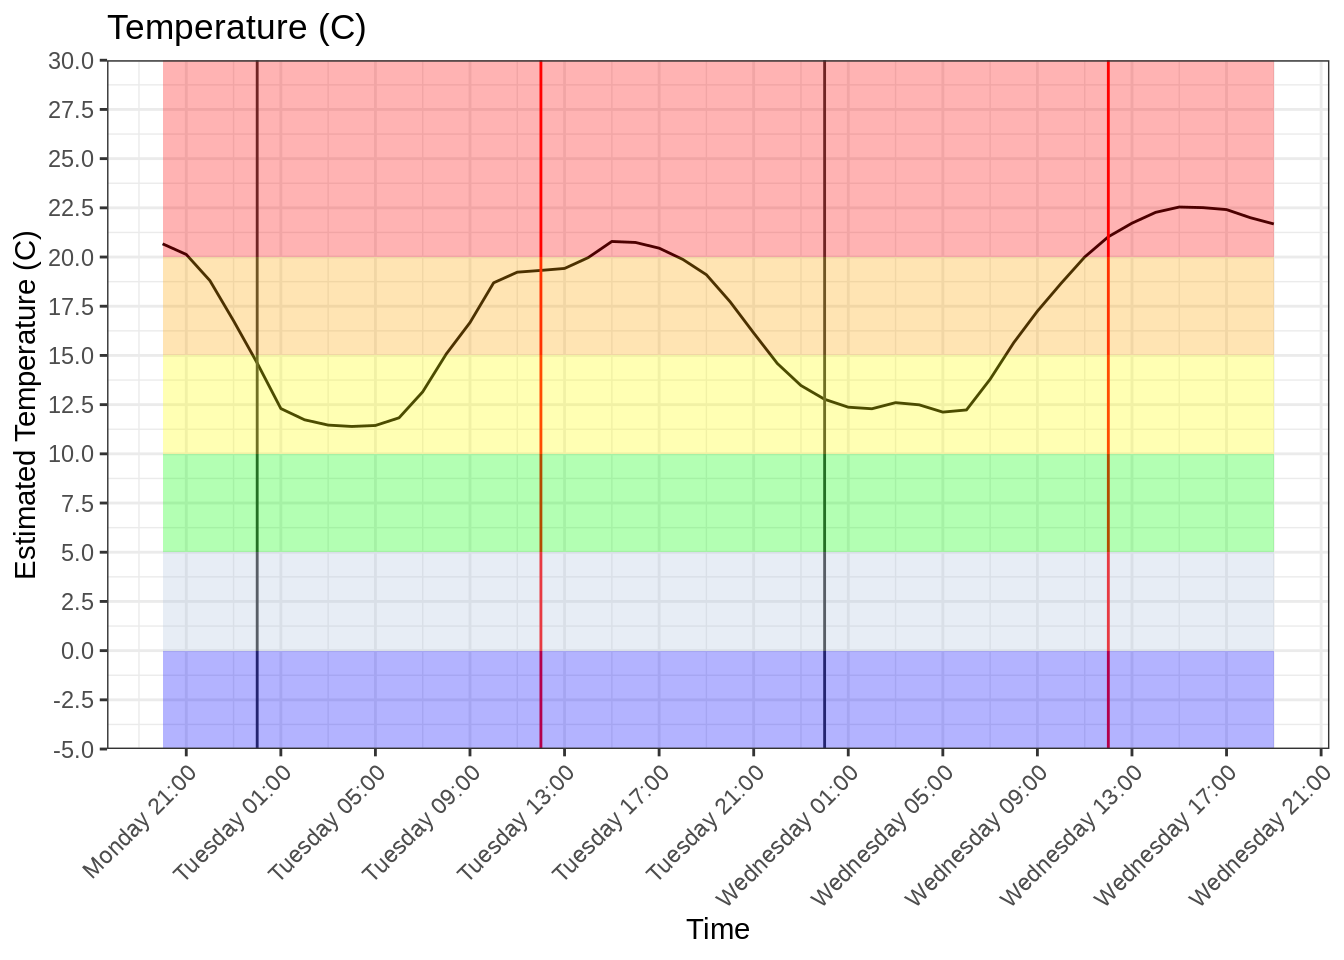 Temperature (C)
Estimated Temperature (C)
30.0
27.5
25.0
22.5
20.0
17.5
15.0
12.5
10.0
7.5
5.0
2.5
0.0
-2.5
-5.0
Monday 21:00
Tuesday 01:00
Tuesday 05:00
Tuesday 09:00
Tuesday 13:00
Tuesday 17:00
Tuesday 21:00
Wednesday 01:00
Wednesday 05:00
Wednesday 09:00
Wednesday 13:00
Wednesday 17:00
Wednesday 21:00
Time